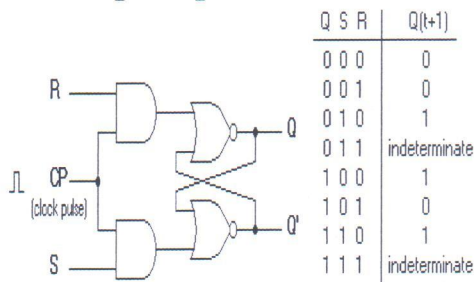 R
CP
(clock pulse)
S
Q
Q'
Q S R Q(t+1)
0 0 0 0
0 0 1 0
0 1 0 1
0 1 1 indeterminate
1 0 0 1
1 0 1 0
1 1 0 1
1 1 1 indeterminate